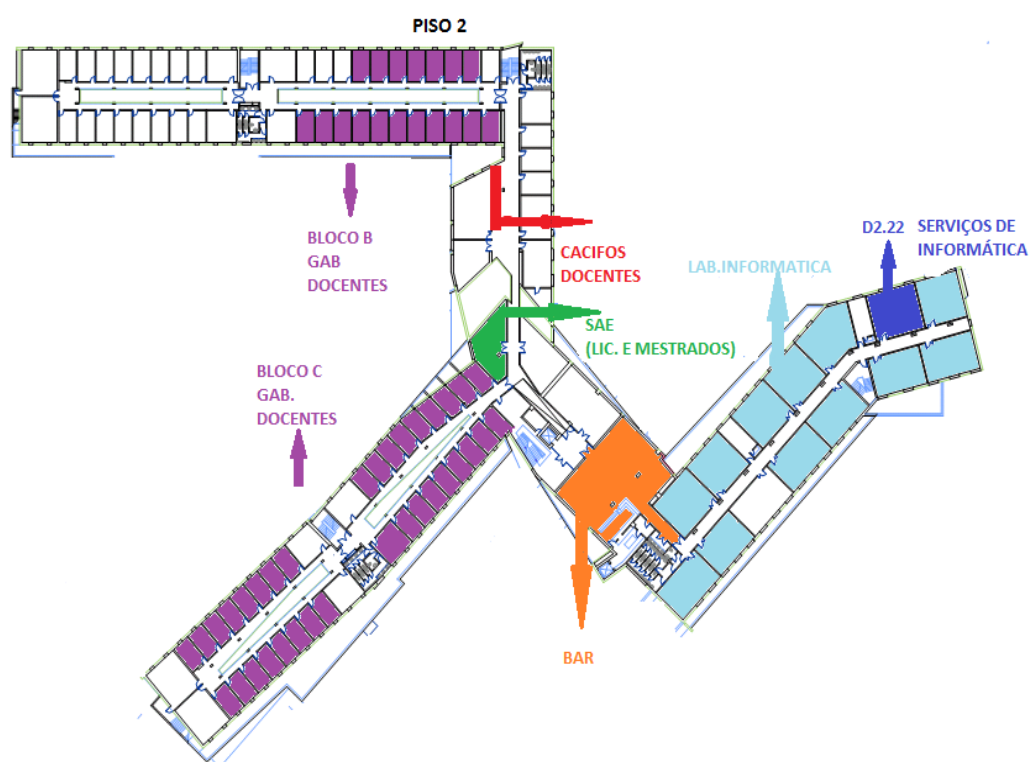 PISO 2
BLOCO B
GAB
DOCENTES
CACIFOS
DOCENTES
D2.22 SERVIÇOS DE
INFORMÁTICA
LAB.INFORMATICA
SAE
(LIC. E MESTRADOS)
BLOCO C
GAB.
DOCENTES
BAR